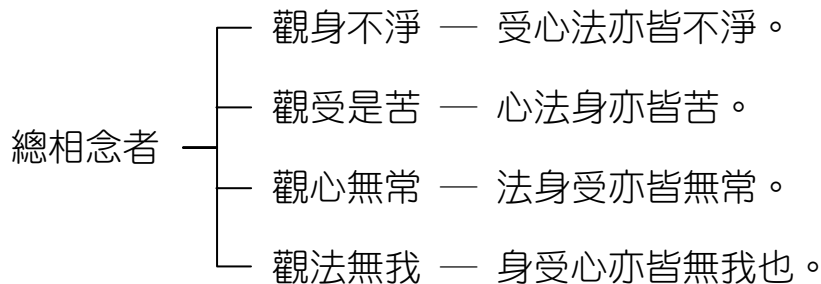 觀身不淨 — 受心法亦皆不淨。
觀受是苦 — 心法身亦皆苦。
總相念者
觀心無常 — 法身受亦皆無常。
觀法無我 — 身受心亦皆無我也。